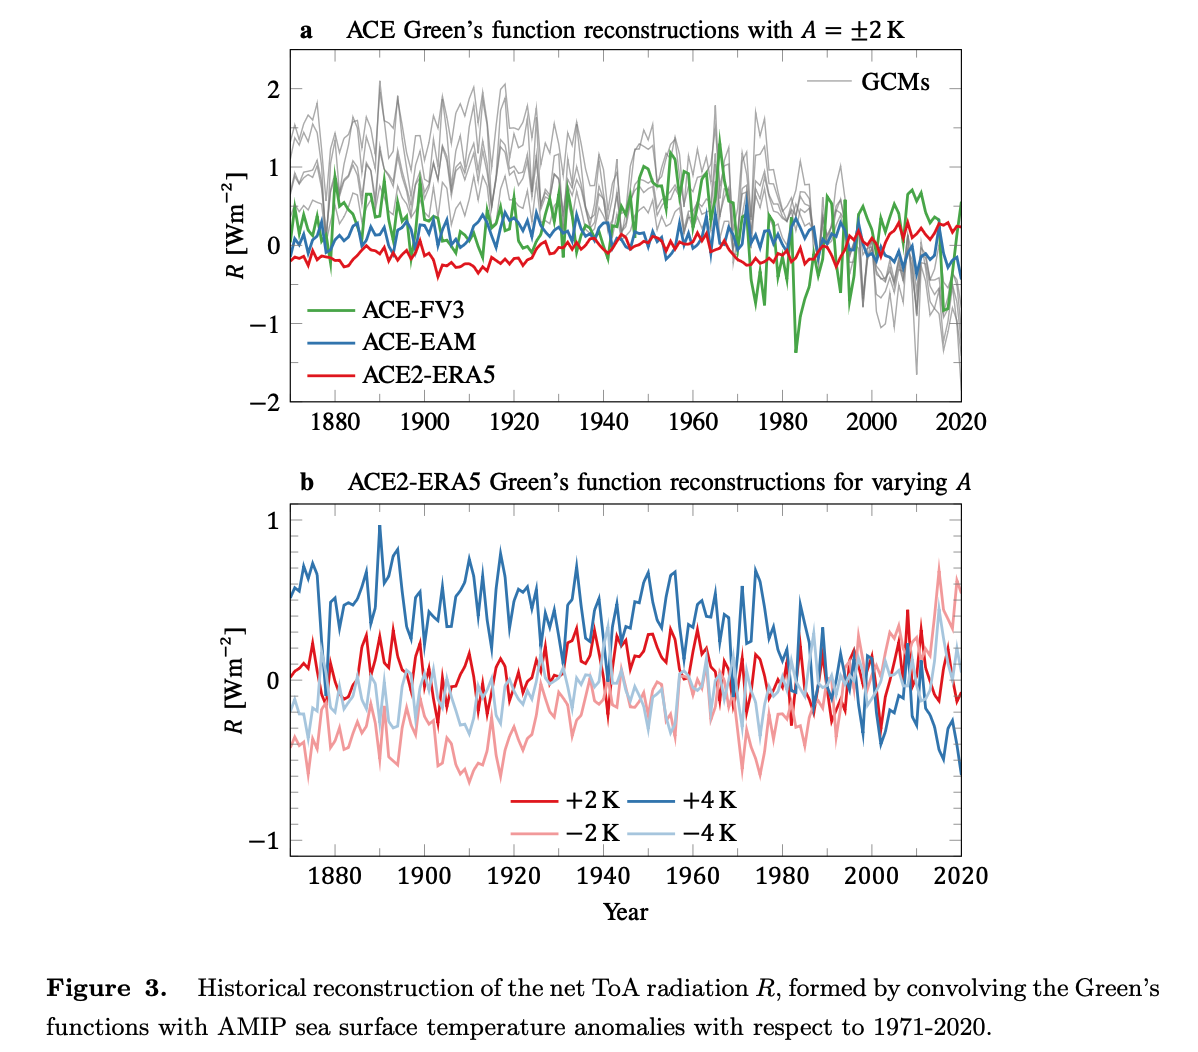 a ACE Green's function reconstructions with A = ±2 K
GCMs
2
1
0
−1
−2
R [Wm−2]
ACE-FV3
ACE-EAM
ACE2-ERA5
1880 1900 1920 1940 1960 1980 2000 2020
b ACE2-ERA5 Green's function reconstructions for varying A
1
0
−1
R [Wm−2]
+2 K +4 K
−2 K −4 K
1880 1900 1920 1940 1960 1980 2000 2020
Year
Figure 3. Historical reconstruction of the net ToA radiation R, formed by convolving the Green's
functions with AMIP sea surface temperature anomalies with respect to 1971-2020.